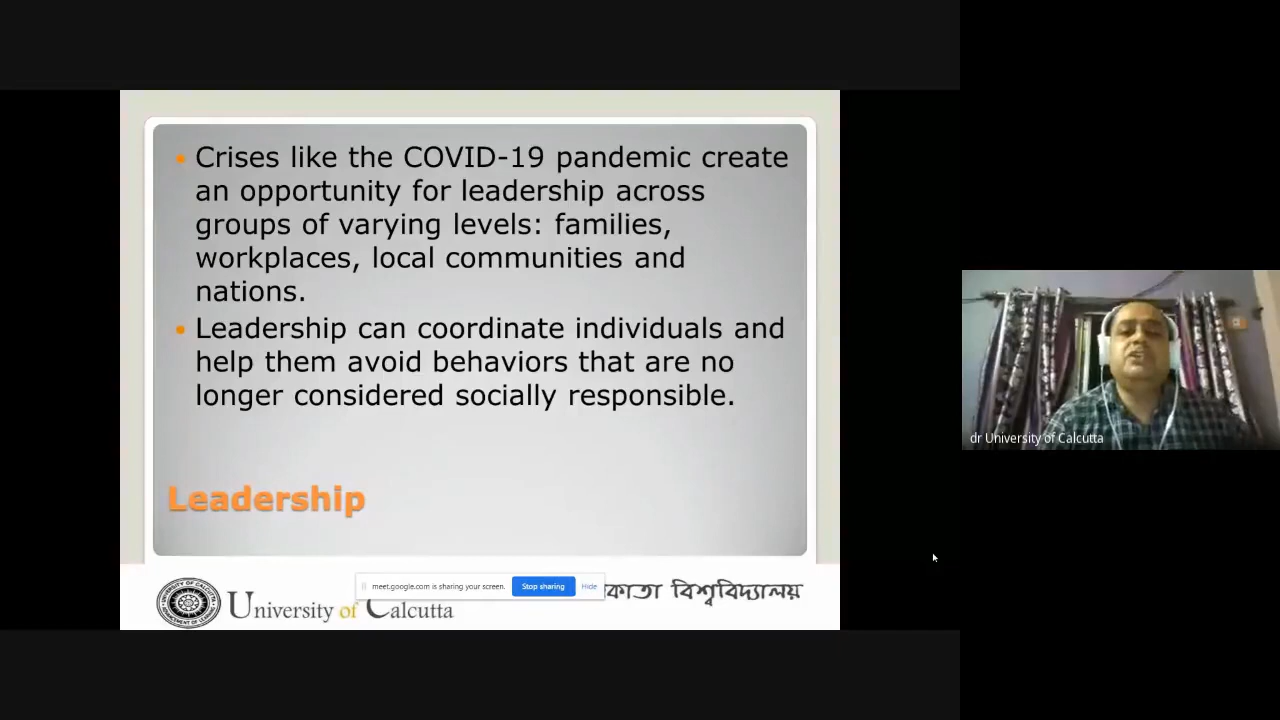 Crises like the COVID-19 pandemic create
an opportunity for leadership across
groups of varying levels: families,
workplaces, local communities and
nations.
Leadership can coordinate individuals and
help them avoid behaviors that are no
longer considered socially responsible.
Leadership
meet.google.com is sharing your screen. Stop sharing Hide
University of Calcutta
বিশ্ববিদ্যালয়
dr University of Calcutta